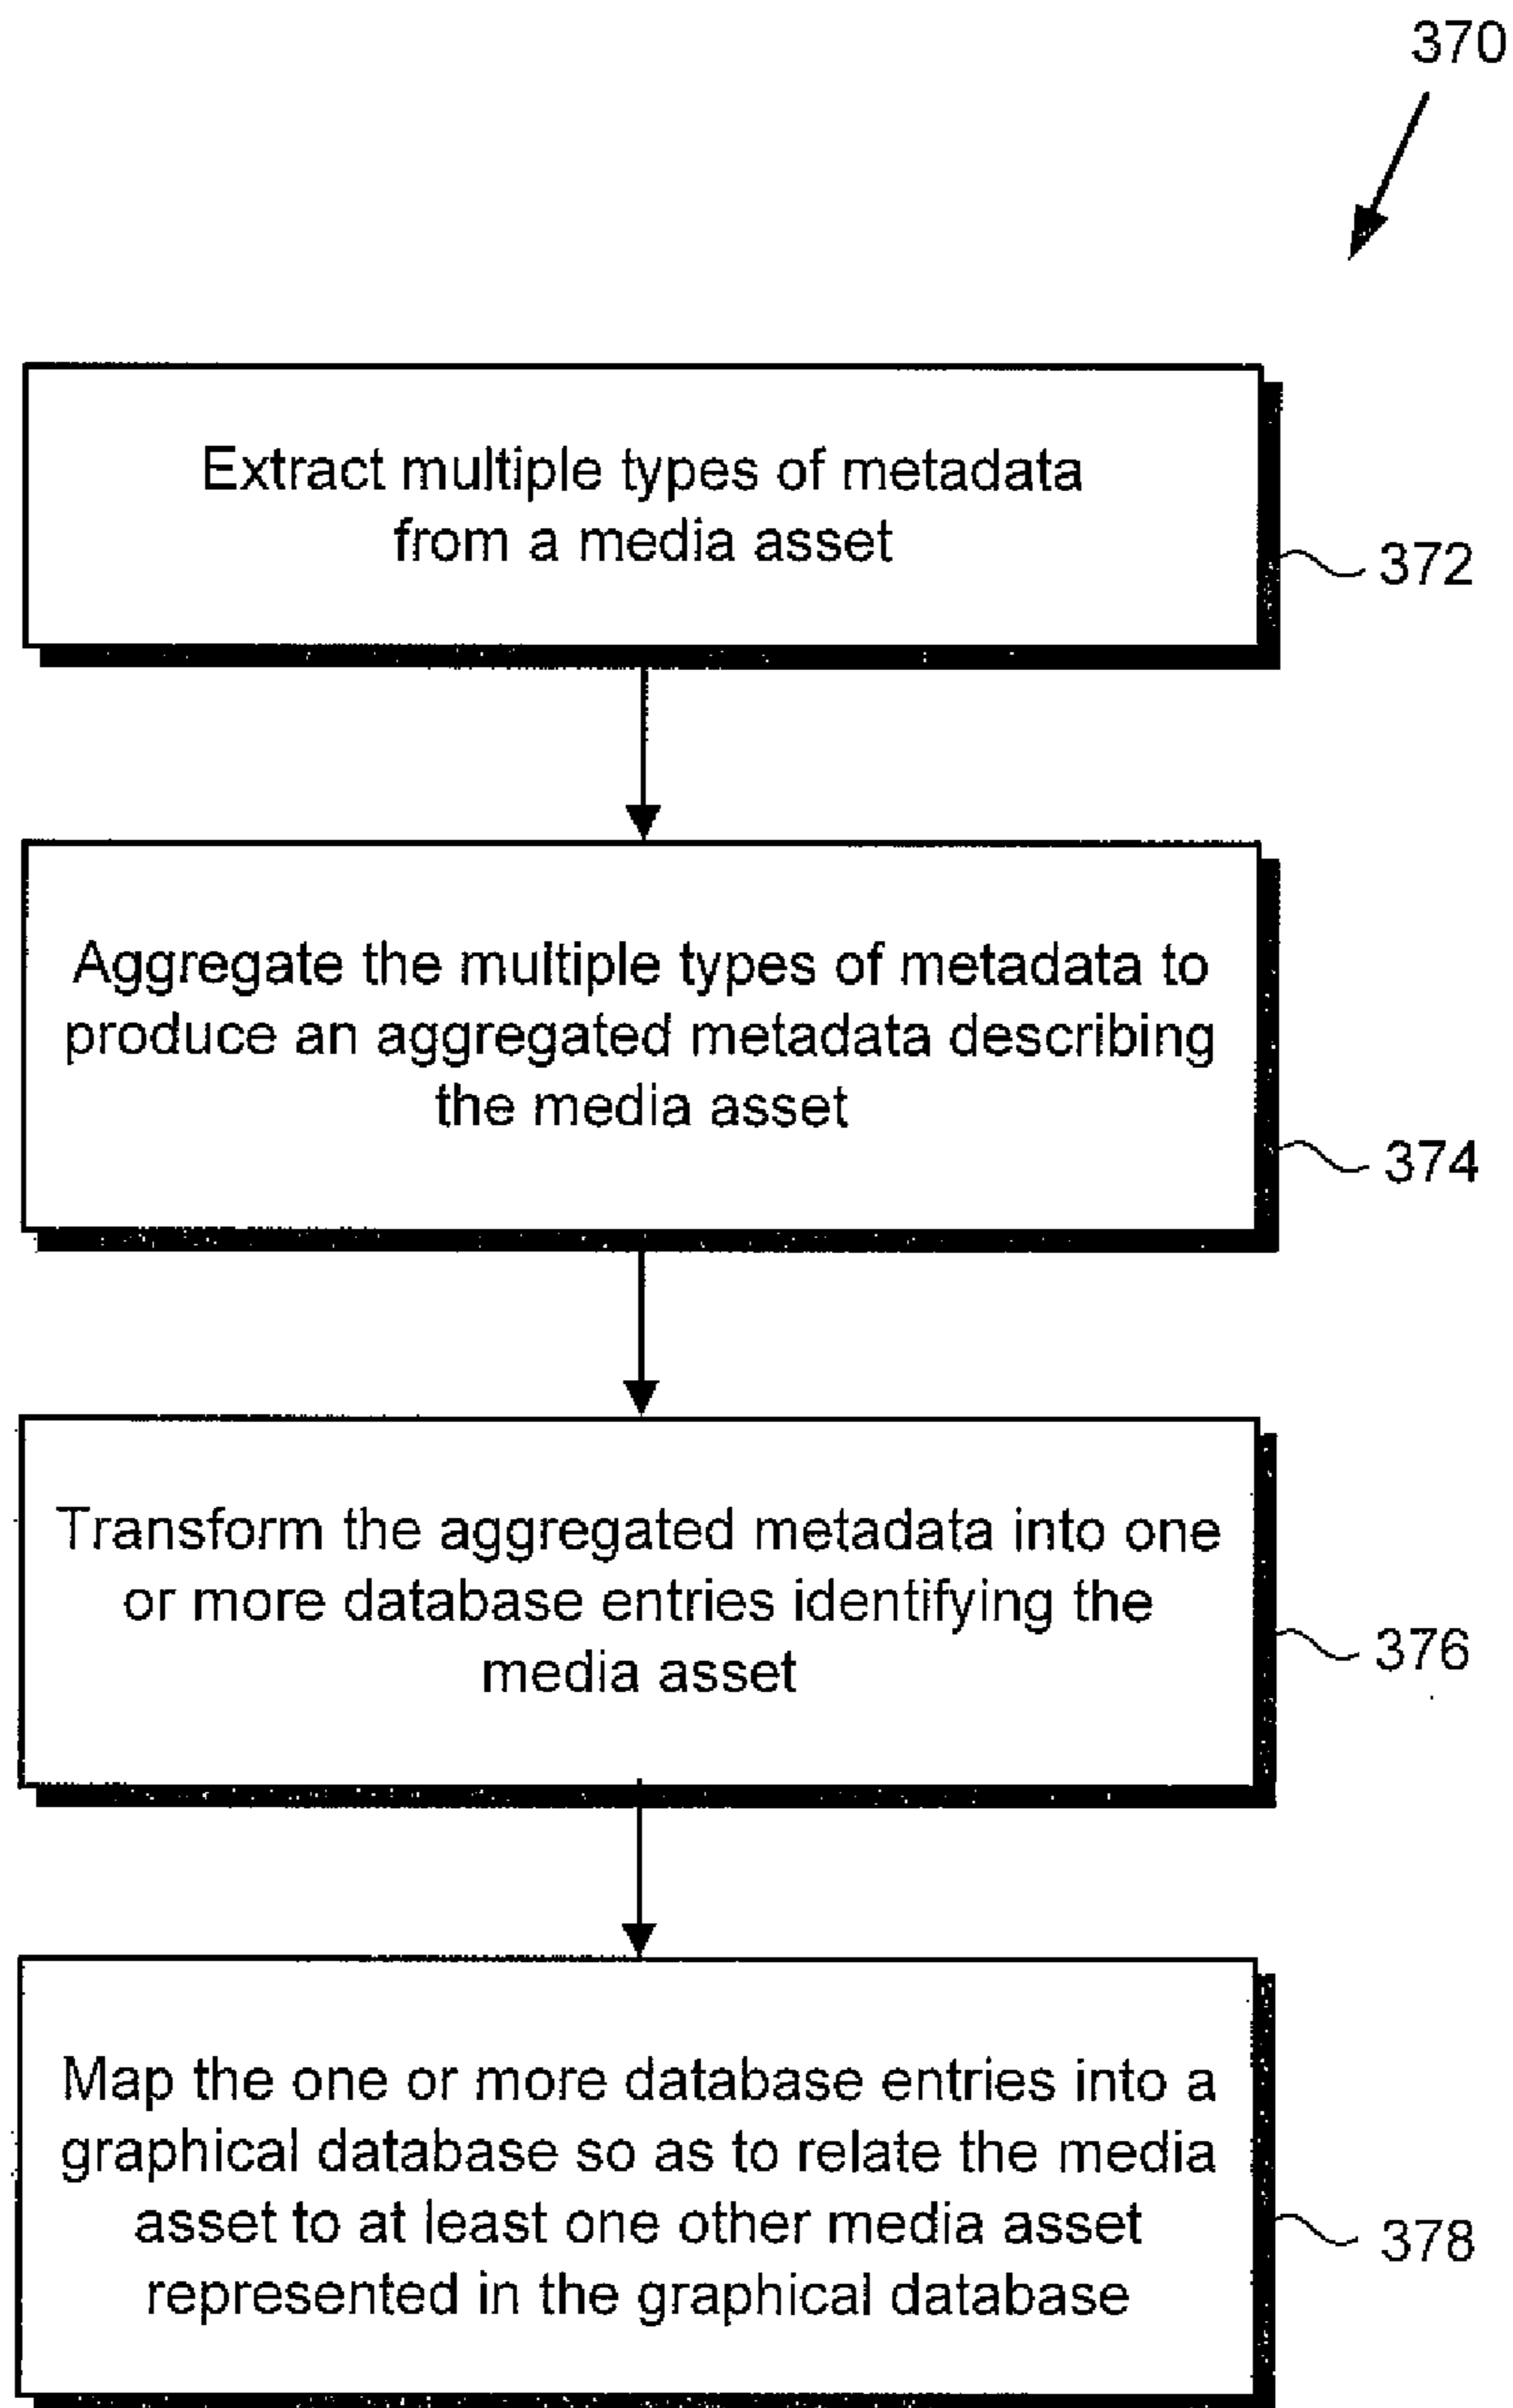 370
Extract multiple types of metadata
from a media asset
372
Aggregate the multiple types of metadata to
produce an aggregated metadata describing
the media asset
374
Transform the aggregated metadata into one
or more database entries identifying the
media asset
376
Map the one or more database entries into a
graphical database so as to relate the media
asset to at least one other media asset
represented in the graphical database
378